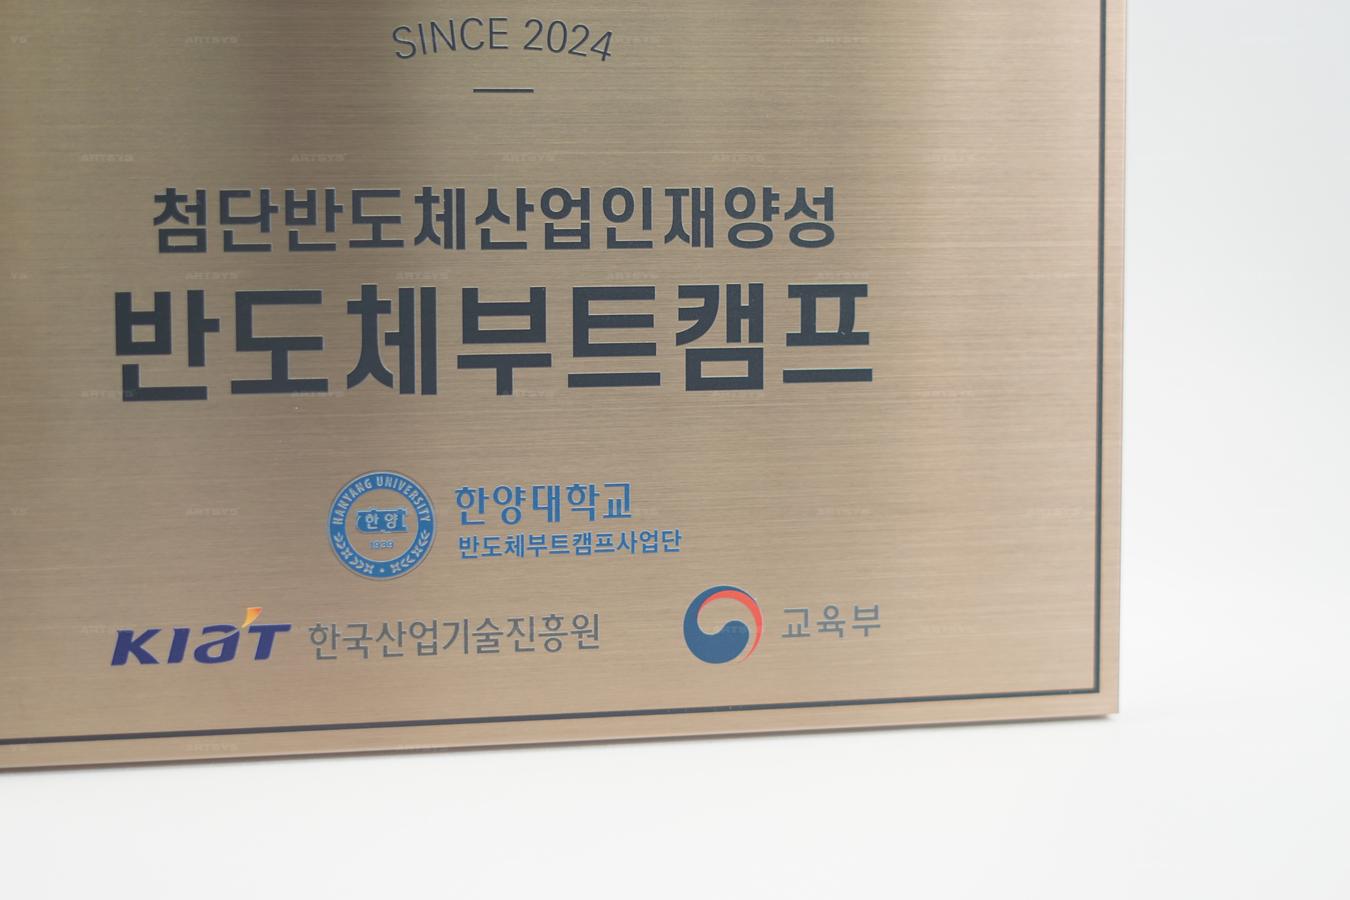 SINCE 2024
첨단반도체산업인재양성
반도체부트캠프
HANYANG UNIVERSITY
한양
1939
한양대학교
반도체부트캠프사업단
KIAT 한국산업기술진흥원
교육부
ARTSYS